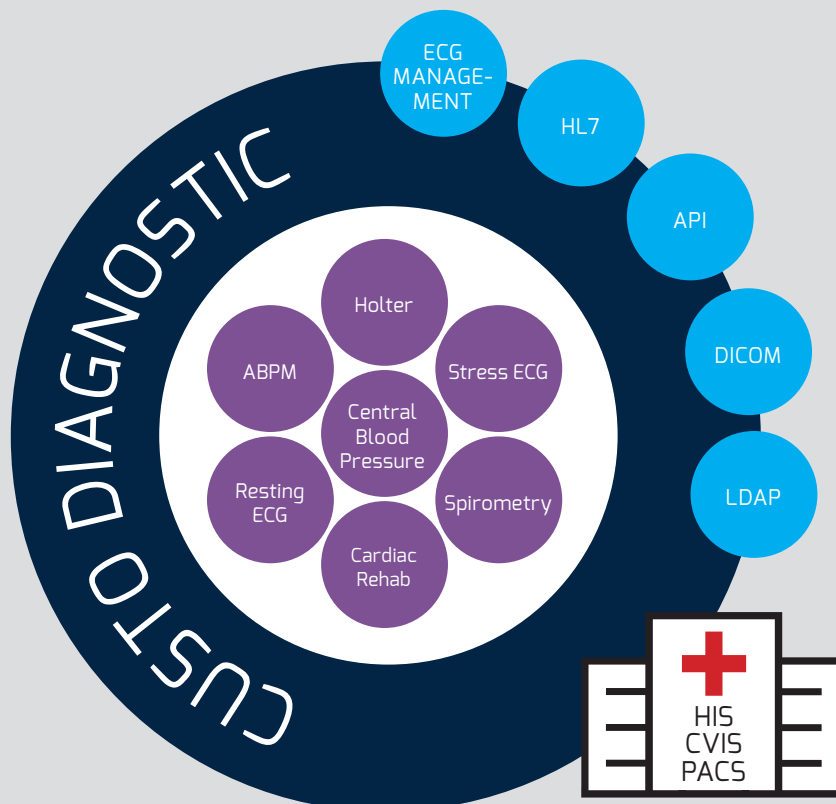 ECG
MANAGE-
MENT
HL7
API
DICOM
LDAP
CUSTO DIAGNOSTIC
Holter
ABPM
Stress ECG
Central
Blood
Pressure
Resting
ECG
Spirometry
Cardiac
Rehab
HIS
CVIS
PACS